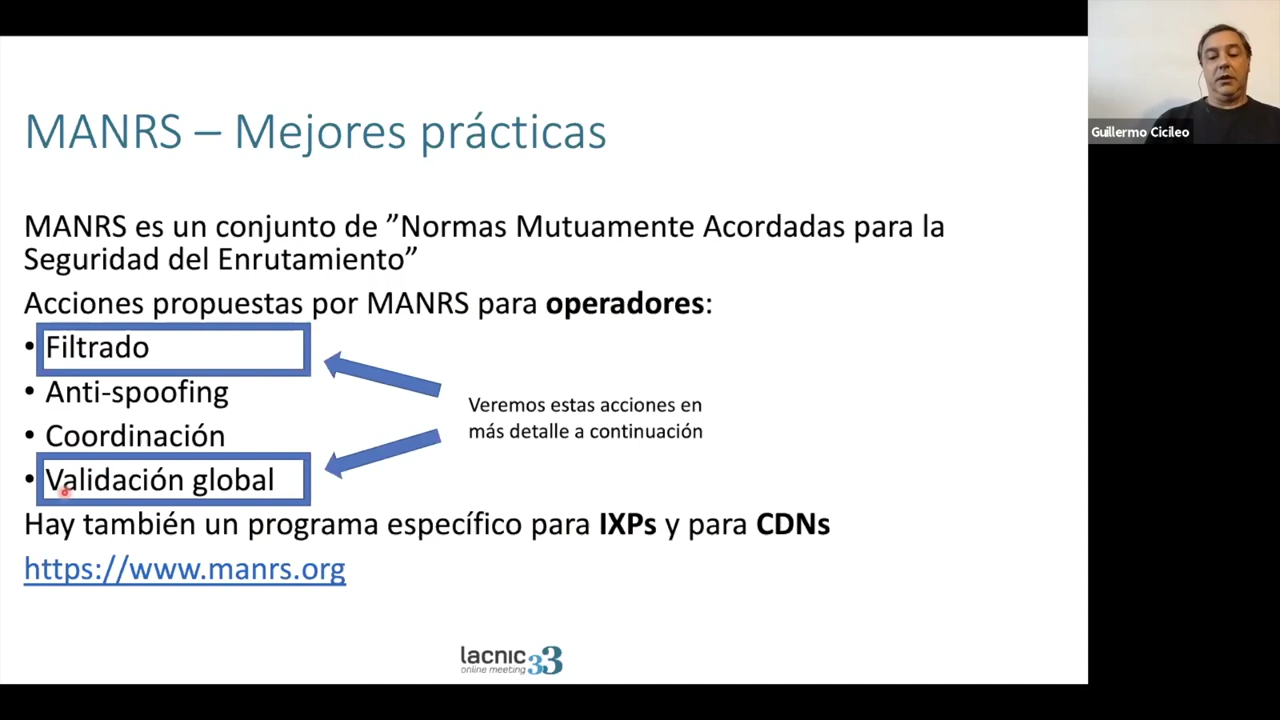 MANRS – Mejores prácticas
MANRS es un conjunto de ”Normas Mutuamente Acordadas para la
Seguridad del Enrutamiento”
Acciones propuestas por MANRS para operadores:
• Filtrado
• Anti-spoofing
• Coordinación
• Validación global
Veremos estas acciones en
más detalle a continuación
Hay también un programa específico para IXPs y para CDNs
https://www.manrs.org
lacnic 33
online meeting
Guillermo Cicileo